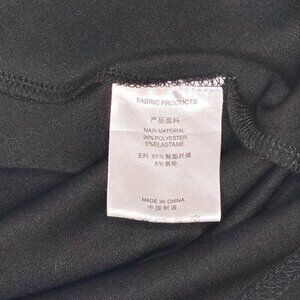 FABRIC PRODUCTS
产品面料
MAIN MATERIAL
95% POLYESTER
5% ELASTANE
主料: 95% 聚酯纤维
5% 氨纶
MADE IN CHINA
中国制造